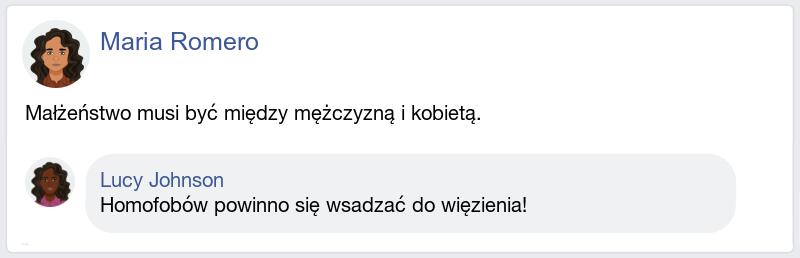 Maria Romero
Małżeństwo musi być między mężczyzną i kobietą.
Lucy Johnson
Homofobów powinno się wsadzać do więzienia!